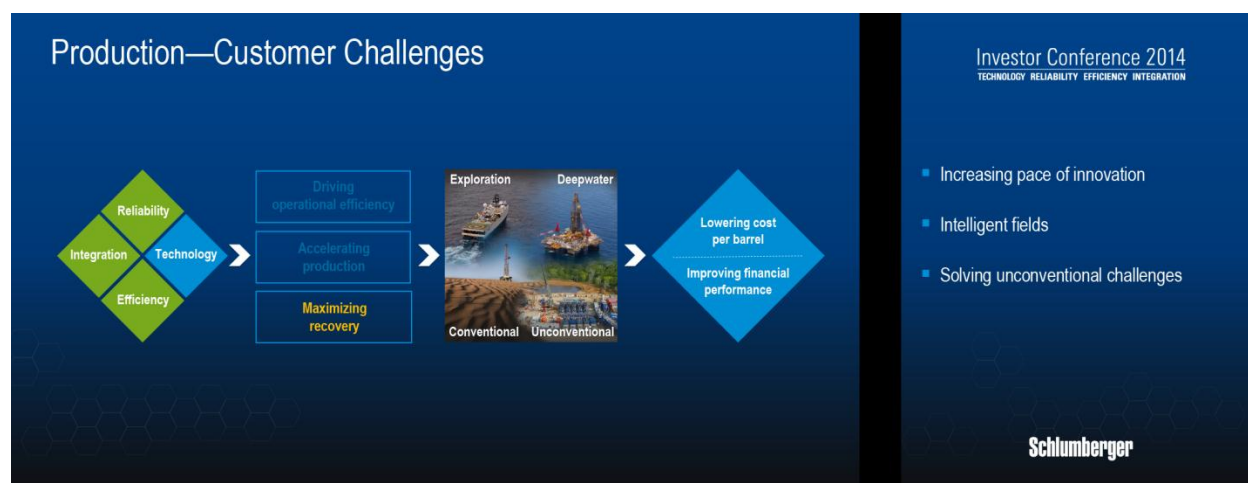 Production—Customer Challenges
Reliability
Integration
Technology
Efficiency
Driving
operational efficiency
Accelerating
production
Maximizing
recovery
Exploration
Deepwater
Conventional
Unconventional
Lowering cost
per barrel
Improving financial
performance
Investor Conference 2014
TECHNOLOGY RELIABILITY EFFICIENCY INTEGRATION
Increasing pace of innovation
Intelligent fields
Solving unconventional challenges
Schlumberger